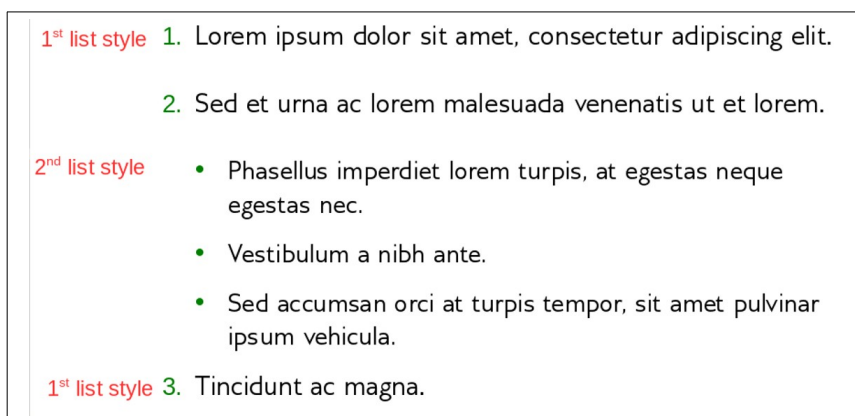 1st list style 1. Lorem ipsum dolor sit amet, consectetur adipiscing elit.
2. Sed et urna ac lorem malesuada venenatis ut et lorem.
2nd list style • Phasellus imperdiet lorem turpis, at egestas neque
egestas nec.
• Vestibulum a nibh ante.
• Sed accumsan orci at turpis tempor, sit amet pulvinar
ipsum vehicula.
1st list style 3. Tincidunt ac magna.